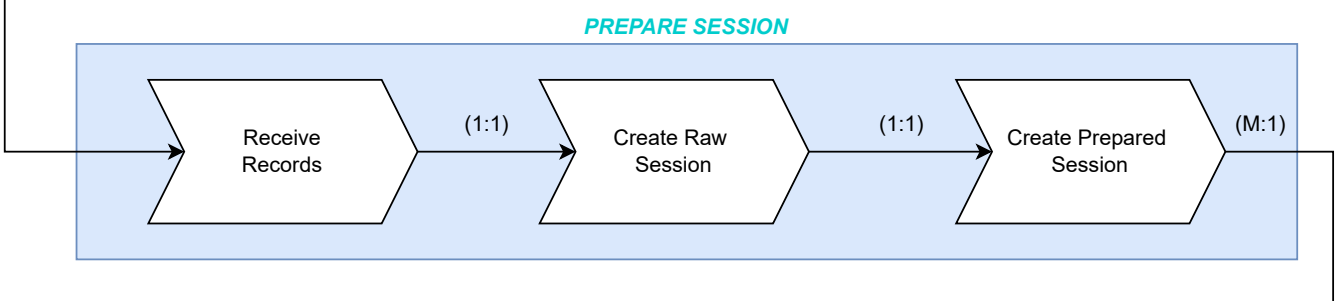 PREPARE SESSION
Receive
Records
(1:1)
Create Raw
Session
(1:1)
Create Prepared
Session
(M:1)